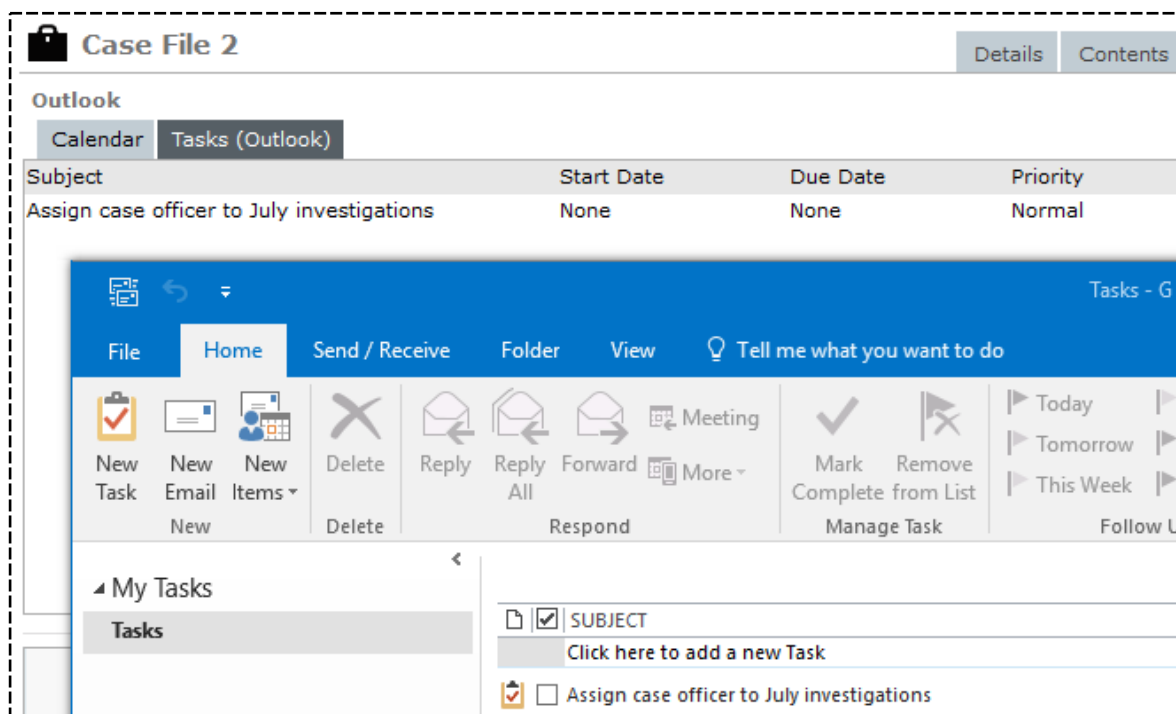 Case File 2
Details Contents
Outlook
Calendar Tasks (Outlook)
Subject Start Date Due Date Priority
Assign case officer to July investigations None None Normal
Tasks - G
File Home Send / Receive Folder View Tell me what you want to do
New Task
New Email
New Items
New
Delete
Delete
Reply
Reply All
Forward
Meeting
More
Respond
Mark Complete
Remove from List
Manage Task
Today
Tomorrow
This Week
Follow U
My Tasks
Tasks
SUBJECT
Click here to add a new Task
Assign case officer to July investigations